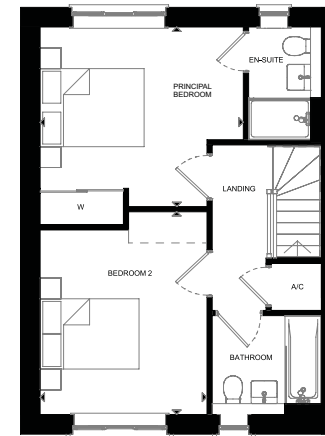 EN-SUITE
PRINCIPAL
BEDROOM
LANDING
W
BEDROOM 2
A/C
BATHROOM